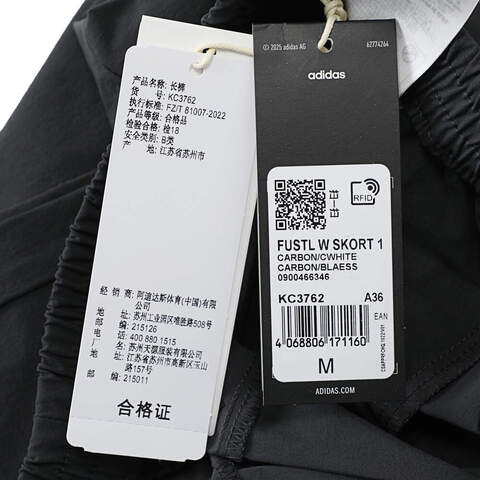 产品名称: 长裤
货 号: KC3762
执行标准: FZ/T 81007-2022
产品等级: 合格品
检验合格: 检18
安全类别: B类
产 地: 江苏省苏州市
经 销 商: 阿迪达斯体育(中国)有限
公司
地 址: 苏州工业园区唯胜路508号
邮 编: 215126
电 话: 400 880 1515
厂 商: 苏州天源服装有限公司
地 址: 江苏省苏州市高新区玉山
路157号
邮 编: 215011
合格证
© 2025 adidas AG
62774264
adidas
RFID
FUSTL W SKORT 1
CARBON/CWHITE
CARBON/BLAESS
0900466346
KC3762
A36
EAN
4 068806 171160
M
ADIDAS.COM